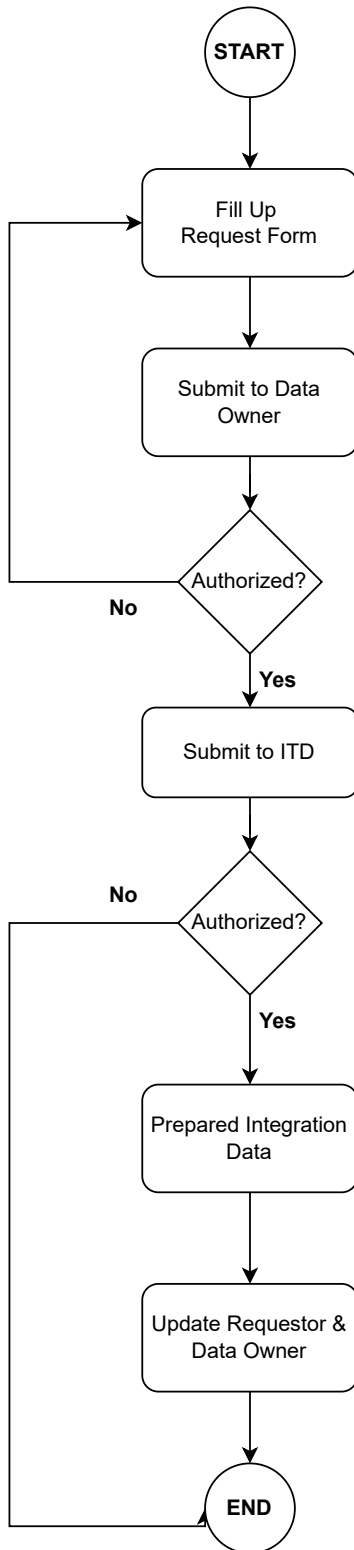 START
Fill Up
Request Form
Submit to Data
Owner
Authorized?
No
Yes
Submit to ITD
No
Authorized?
Yes
Prepared Integration
Data
Update Requestor &
Data Owner
END